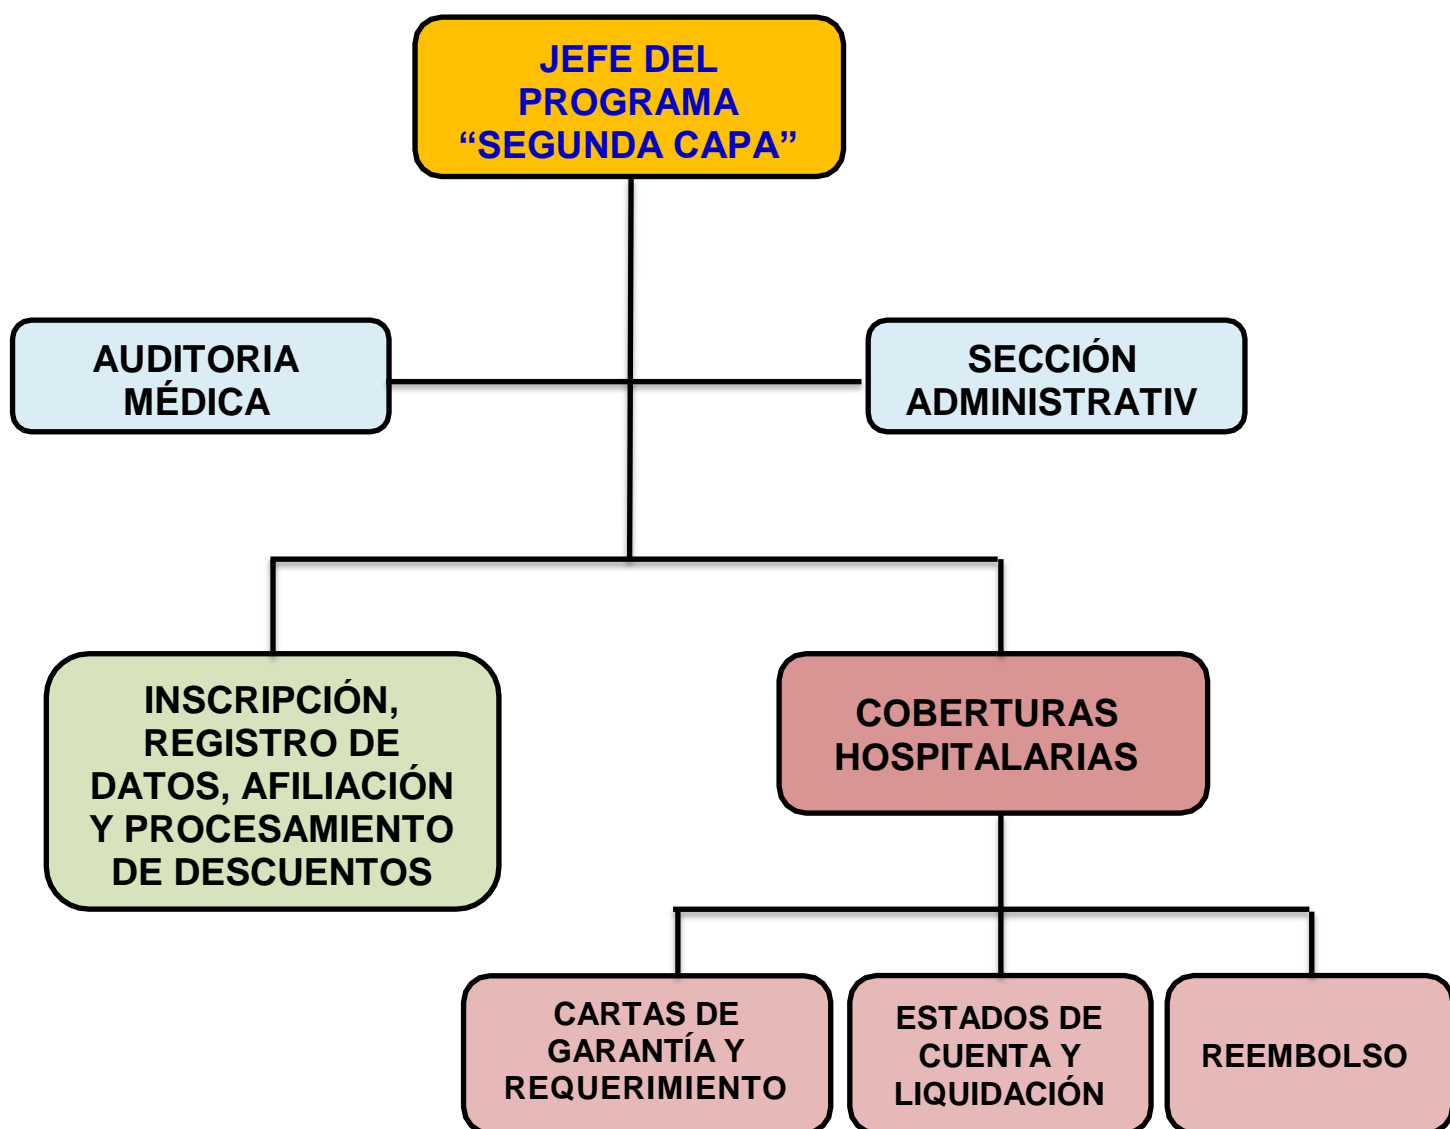 JEFE DEL
PROGRAMA
“SEGUNDA CAPA”
AUDITORIA
MÉDICA
SECCIÓN
ADMINISTRATIV
INSCRIPCIÓN,
REGISTRO DE
DATOS, AFILIACIÓN
Y PROCESAMIENTO
DE DESCUENTOS
COBERTURAS
HOSPITALARIAS
CARTAS DE
GARANTÍA Y
REQUERIMIENTO
ESTADOS DE
CUENTA Y
LIQUIDACIÓN
REEMBOLSO